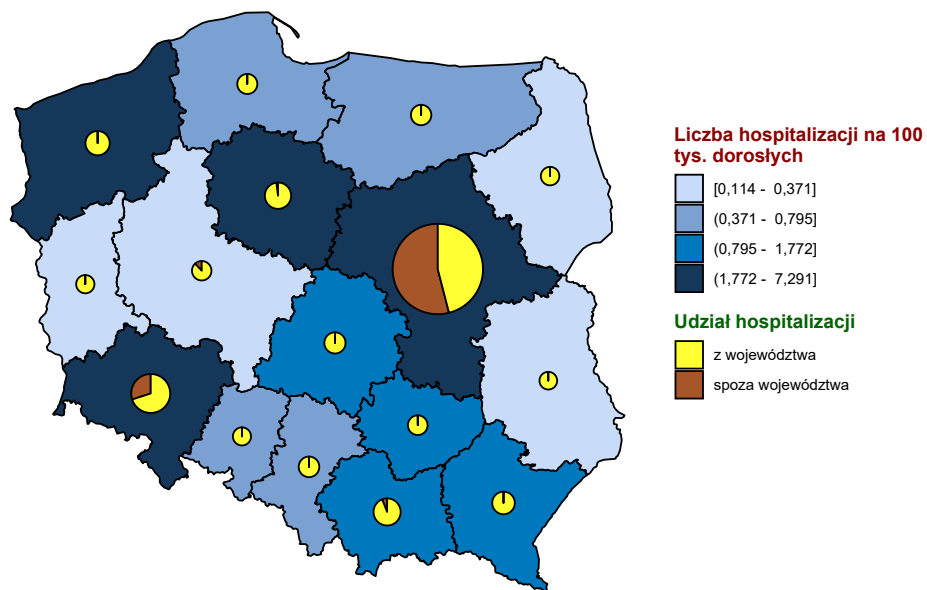 Liczba hospitalizacji na 100
tys. dorosłych
[0,114 - 0,371]
(0,371 - 0,795]
(0,795 - 1,772]
(1,772 - 7,291]
Udział hospitalizacji
z województwa
spoza województwa